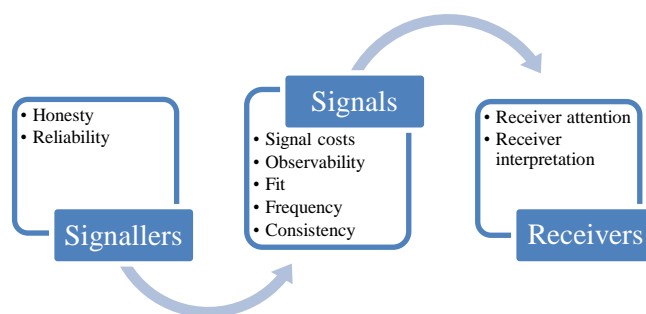 • Honesty
• Reliability
Signallers
Signals
• Signal costs
• Observability
• Fit
• Frequency
• Consistency
• Receiver attention
• Receiver
interpretation
Receivers